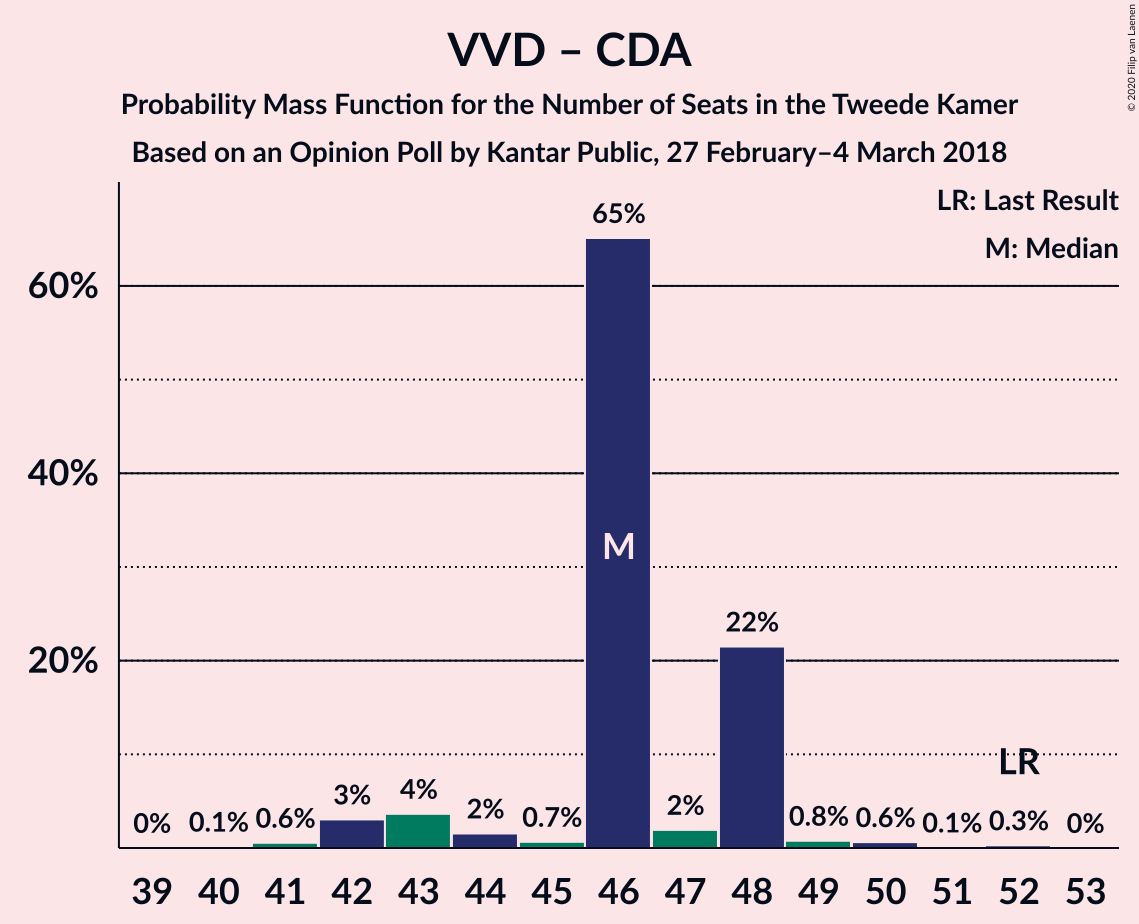 VVD – CDA
Probability Mass Function for the Number of Seats in the Tweede Kamer
Based on an Opinion Poll by Kantar Public, 27 February–4 March 2018
© 2020 Filip van Laenen
LR: Last Result
M: Median
60%
40%
20%
0%
0.1%
0.6%
3%
4%
2%
0.7%
65%
M
2%
22%
0.8%
0.6%
0.1%
LR
0.3%
0%
39 40 41 42 43 44 45 46 47 48 49 50 51 52 53